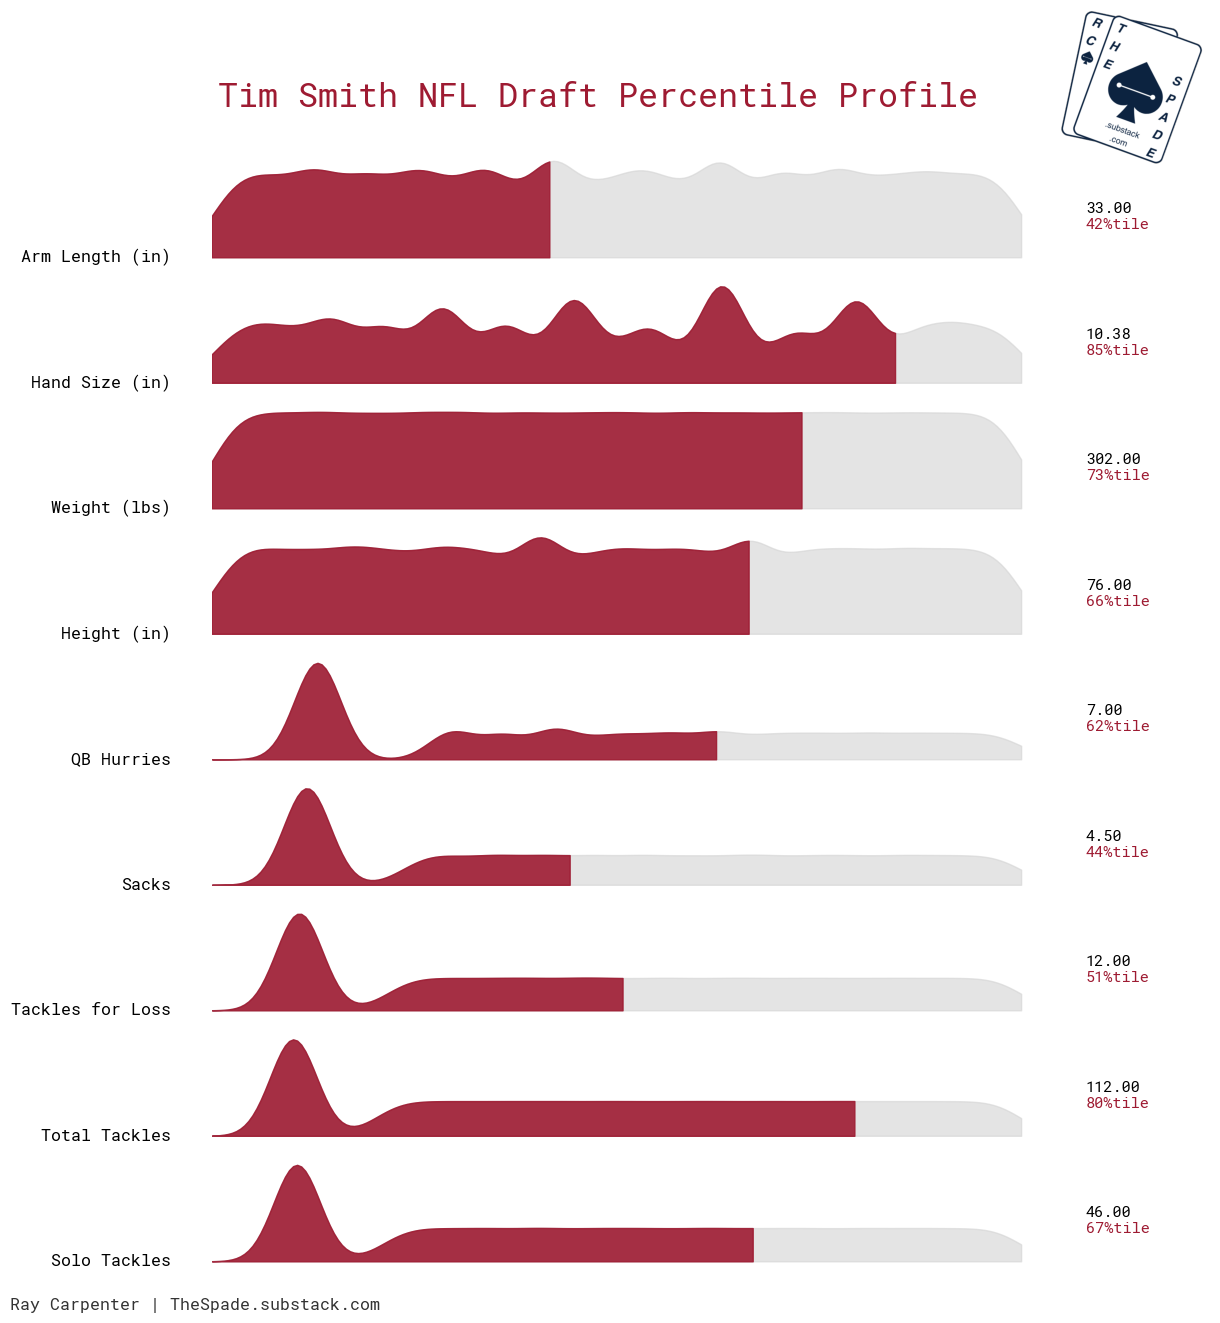 RC
THE
SPADE
.substack
.com
Tim Smith NFL Draft Percentile Profile
Arm Length (in)
33.00
42%tile
Hand Size (in)
10.38
85%tile
Weight (lbs)
302.00
73%tile
Height (in)
76.00
66%tile
QB Hurries
7.00
62%tile
Sacks
4.50
44%tile
Tackles for Loss
12.00
51%tile
Total Tackles
112.00
80%tile
Solo Tackles
46.00
67%tile
Ray Carpenter | TheSpade.substack.com